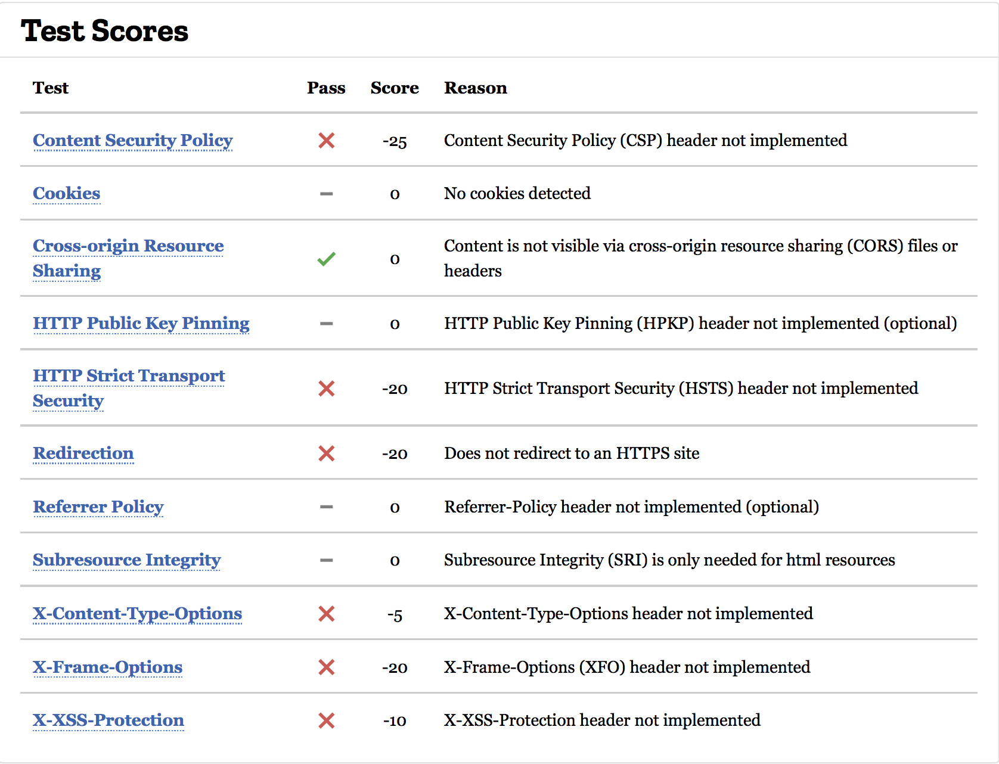 Test Scores
Test Pass Score Reason
Content Security Policy -25 Content Security Policy (CSP) header not implemented
Cookies 0 No cookies detected
Cross-origin Resource
Sharing 0 Content is not visible via cross-origin resource sharing (CORS) files or
headers
HTTP Public Key Pinning 0 HTTP Public Key Pinning (HPKP) header not implemented (optional)
HTTP Strict Transport
Security -20 HTTP Strict Transport Security (HSTS) header not implemented
Redirection -20 Does not redirect to an HTTPS site
Referrer Policy 0 Referrer-Policy header not implemented (optional)
Subresource Integrity 0 Subresource Integrity (SRI) is only needed for html resources
X-Content-Type-Options -5 X-Content-Type-Options header not implemented
X-Frame-Options -20 X-Frame-Options (XFO) header not implemented
X-XSS-Protection -10 X-XSS-Protection header not implemented